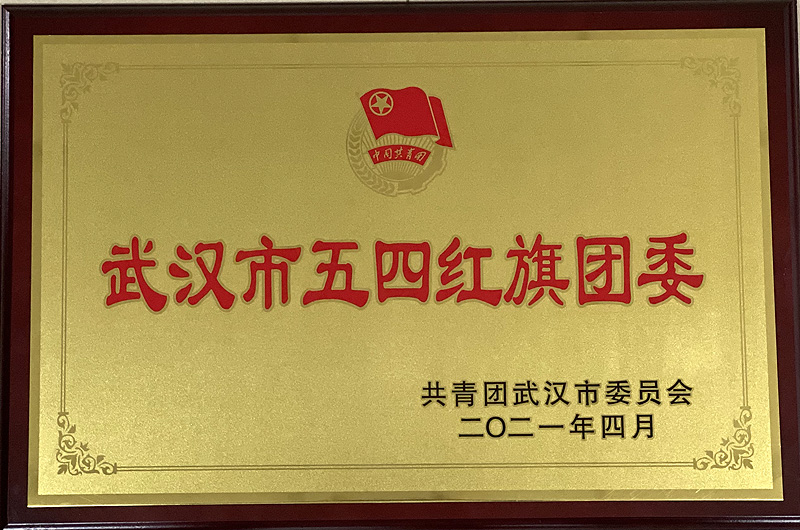 中国共青团
武汉市五四红旗团委
共青团武汉市委员会
二〇二一年四月